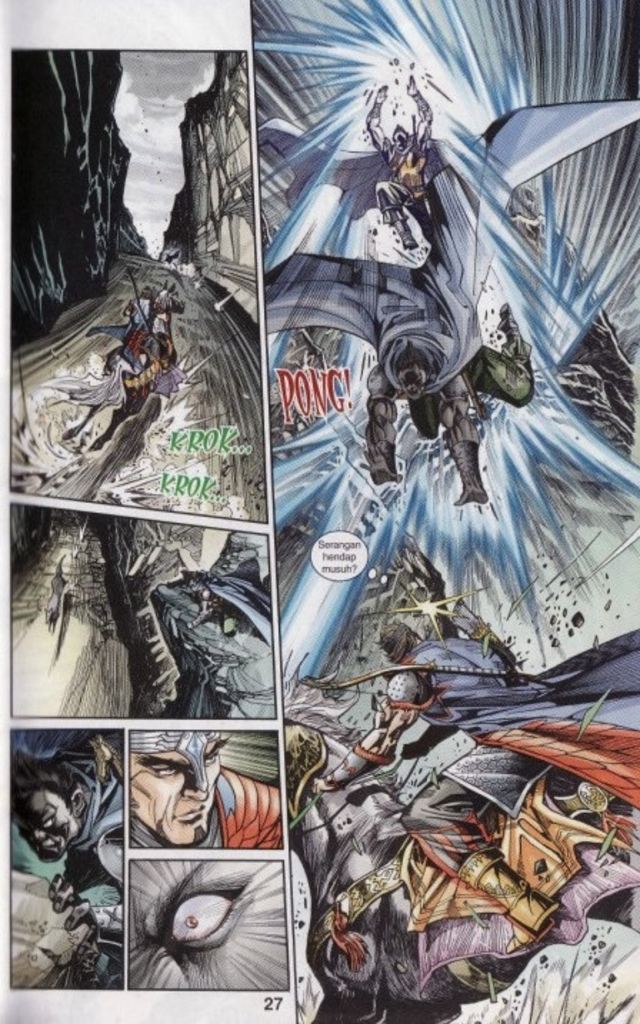 KROK...
KROK...
PONG!
Serangan
hendap
musuh?
27